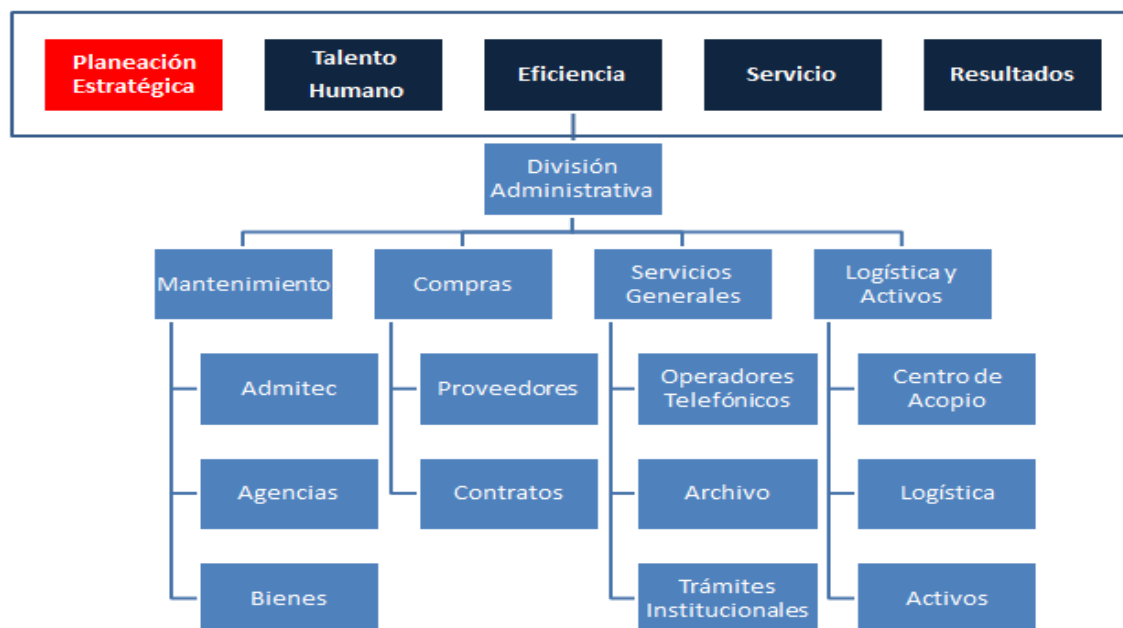 Planeación
Estratégica
Talento
Humano
Eficiencia
Servicio
Resultados
División
Administrativa
Mantenimiento
Compras
Servicios
Generales
Logística y
Activos
Admitec
Proveedores
Operadores
Telefónicos
Centro de
Acopio
Agencias
Contratos
Archivo
Logística
Bienes
Trámites
Institucionales
Activos